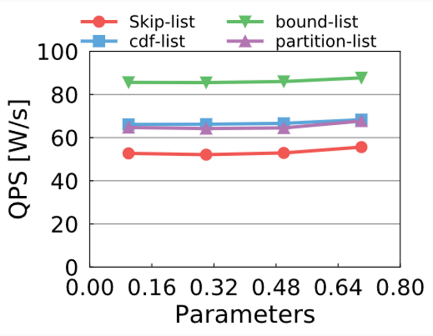 Skip-list
bound-list
cdf-list
partition-list
100
80
60
40
20
0
QPS [W/s]
0.00 0.16 0.32 0.48 0.64 0.80
Parameters